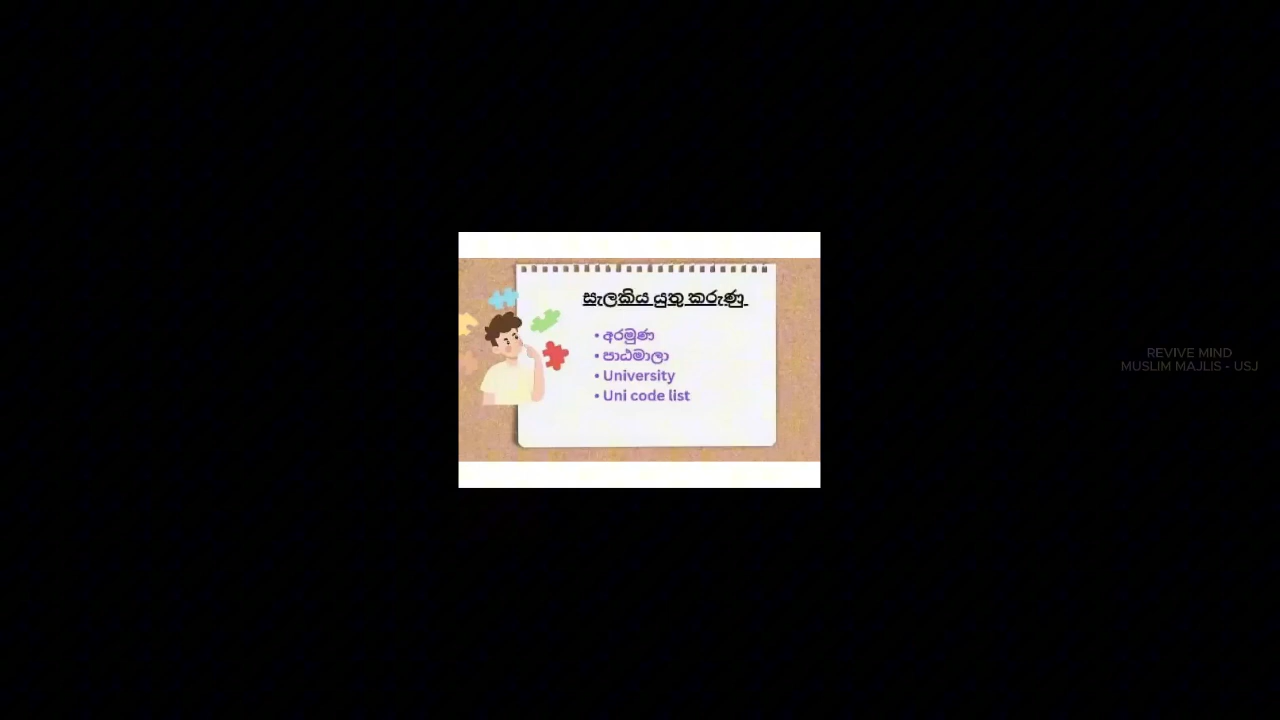 සැලකිය යුතු කරුණු
• අරමුණ
• පාඨමාලා
• University
• Uni code list
REVIVE MIND
MUSLIM MAJLIS - USJ